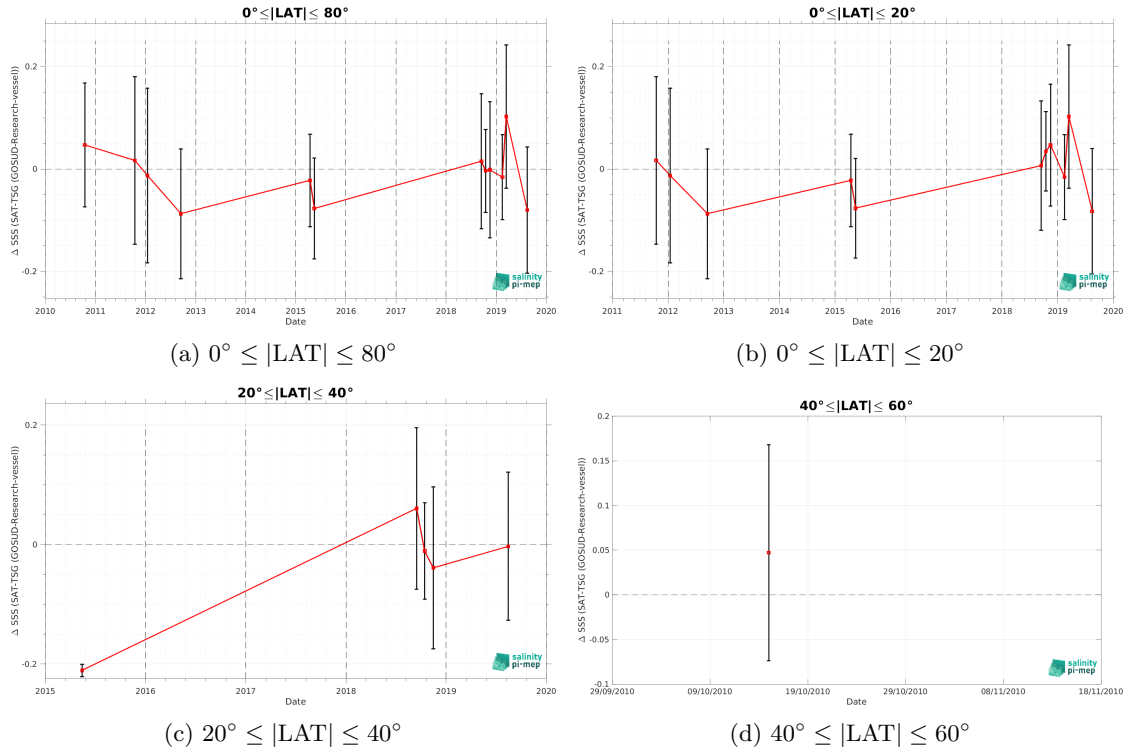 0°≤|LAT|≤ 80°
Δ SSS (SAT-TSG (GOSUD-Research-vessel))
0.2
0
-0.2
2010 2011 2012 2013 2014 2015 2016 2017 2018 2019 2020
Date
salinity
pi-mep
(a) 0° ≤ |LAT| ≤ 80°
0°≤|LAT|≤ 20°
Δ SSS (SAT-TSG (GOSUD-Research-vessel))
0.2
0
-0.2
2011 2012 2013 2014 2015 2016 2017 2018 2019 2020
Date
salinity
pi-mep
(b) 0° ≤ |LAT| ≤ 20°
20°≤|LAT|≤ 40°
Δ SSS (SAT-TSG (GOSUD-Research-vessel))
0.2
0
-0.2
2015 2016 2017 2018 2019 2020
Date
salinity
pi-mep
(c) 20° ≤ |LAT| ≤ 40°
40°≤|LAT|≤ 60°
Δ SSS (SAT-TSG (GOSUD-Research-vessel))
0.2
0.15
0.1
0.05
0
-0.05
-0.1
29/09/2010 09/10/2010 19/10/2010 29/10/2010 08/11/2010 18/11/2010
Date
salinity
pi-mep
(d) 40° ≤ |LAT| ≤ 60°